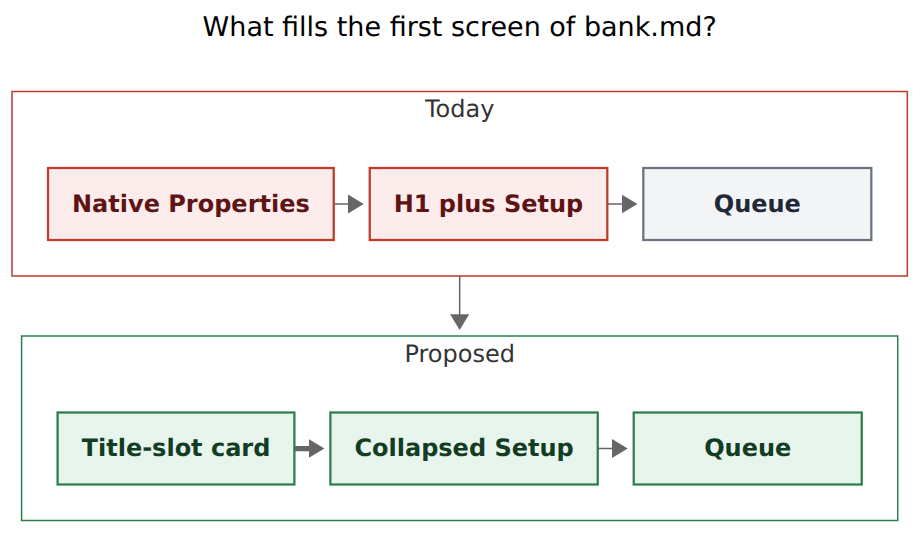 What fills the first screen of bank.md?
Today
Native Properties
H1 plus Setup
Queue
Proposed
Title-slot card
Collapsed Setup
Queue